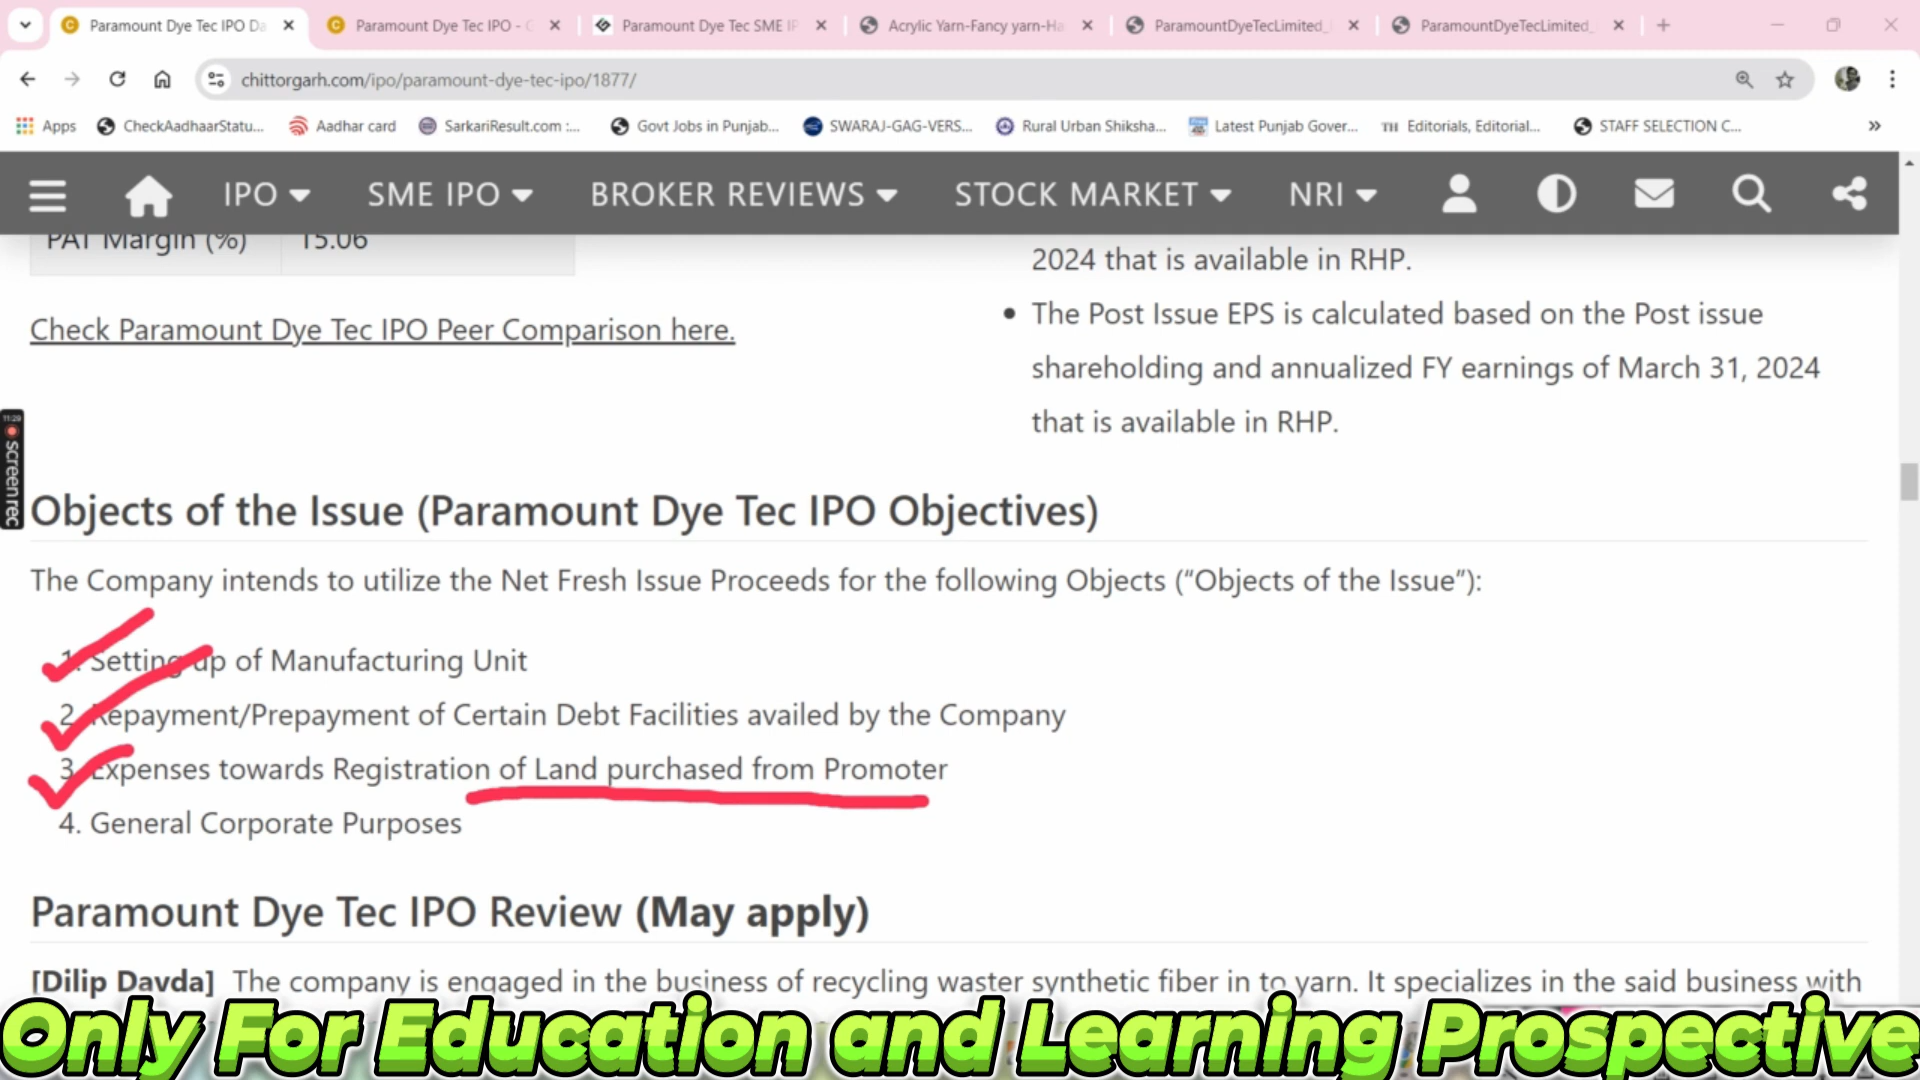 Paramount Dye Tec IPO Da
Paramount Dye Tec IPO - G
Paramount Dye Tec SME IP
Acrylic Yarn-Fancy yarn-Ha
ParamountDyeTecLimited_
ParamountDyeTecLimited_
chittorgarh.com/ipo/paramount-dye-tec-ipo/1877/
Apps
CheckAadhaarStatu...
Aadhar card
SarkariResult.com :...
Govt Jobs in Punjab...
SWARAJ-GAG-VERS...
Rural Urban Shiksha...
Latest Punjab Gover...
TH Editorials, Editorial...
STAFF SELECTION C...
»
IPO
SME IPO
BROKER REVIEWS
STOCK MARKET
NRI
PAT Margin (%) 15.06
2024 that is available in RHP.
Check Paramount Dye Tec IPO Peer Comparison here.
• The Post Issue EPS is calculated based on the Post issue
shareholding and annualized FY earnings of March 31, 2024
that is available in RHP.
11:29
screenrec
Objects of the Issue (Paramount Dye Tec IPO Objectives)
The Company intends to utilize the Net Fresh Issue Proceeds for the following Objects (“Objects of the Issue”):
1. Setting up of Manufacturing Unit
2. Repayment/Prepayment of Certain Debt Facilities availed by the Company
3. Expenses towards Registration of Land purchased from Promoter
4. General Corporate Purposes
Paramount Dye Tec IPO Review (May apply)
[Dilip Davda] The company is engaged in the business of recycling waster synthetic fiber in to yarn. It specializes in the said business with
Only For Education and Learning Prospective